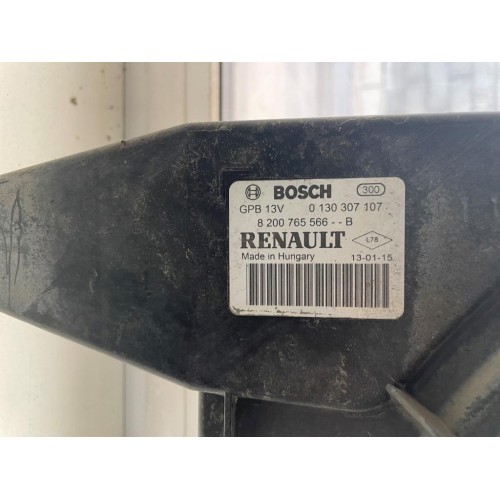 BOSCH 300
GPB 13V 0 130 307 107
8 200 765 566 - - B
RENAULT L78
Made in Hungary 13-01-15